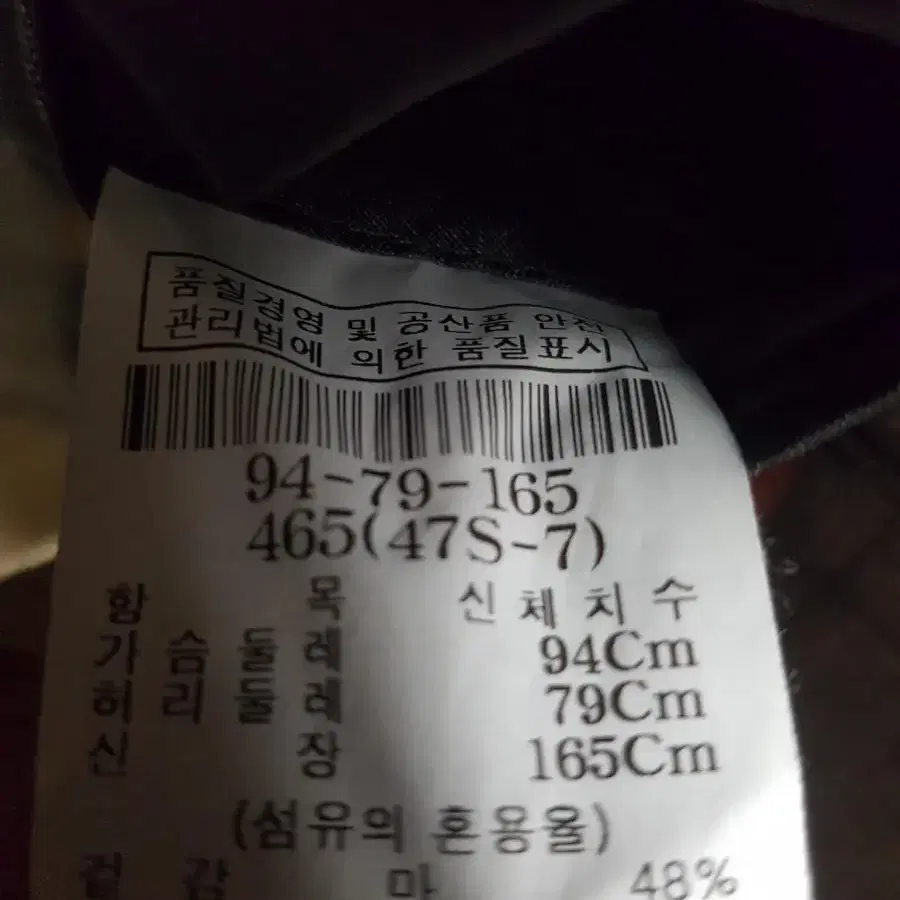 품질경영 및 공산품 안전
관리법에 의한 품질표시
94-79-165
465(47S-7)
항 목 신체치수
가슴둘레 94Cm
허리둘레 79Cm
신 장 165Cm
(섬유의 혼용율)
겉 감 마 48%